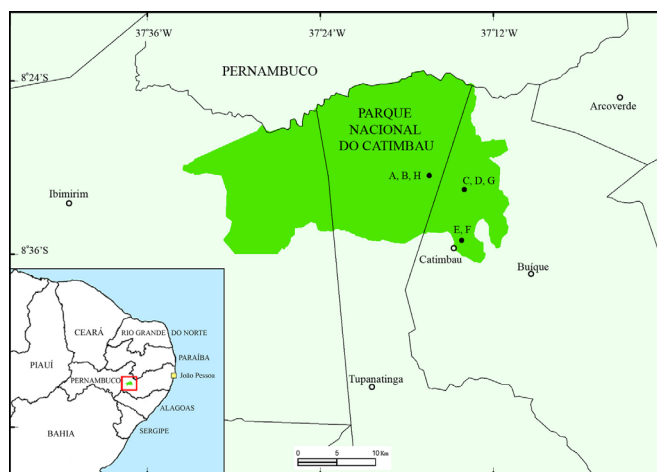 37°36'W
37°24'W
37°12'W
8°24'S
PERNAMBUCO
Arcoverde
PARQUE
NACIONAL
DO CATIMBAU
A, B, H
C, D, G
Ibimirim
E, F
8°36'S
Catimbau
Buíque
Tupanatinga
CEARÁ
RIO GRANDE DO NORTE
PIAUÍ
PARAÍBA
João Pessoa
PERNAMBUCO
ALAGOAS
SERGIPE
BAHIA
0 5 10 Km